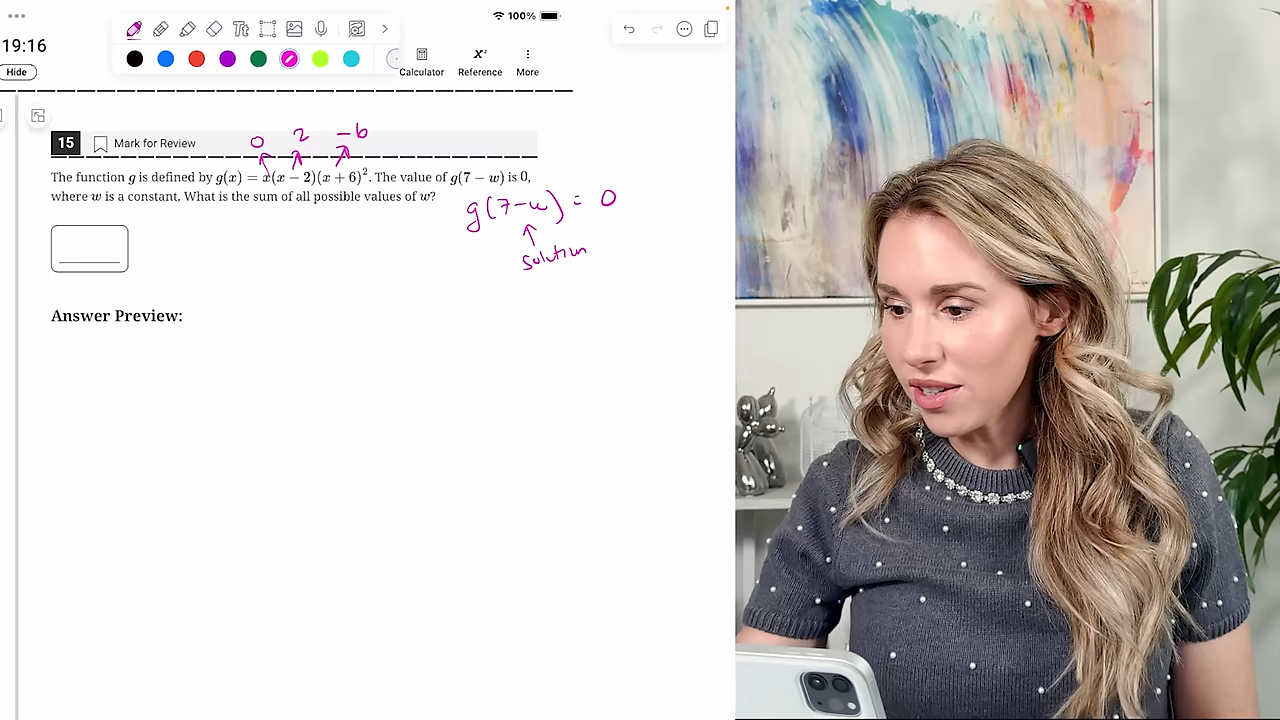 100%
19:16
Hide
Tt
Calculator
X²
Reference
More
15
Mark for Review
0 2 -6
The function g is defined by g(x) = x(x − 2)(x + 6)². The value of g(7 − w) is 0,
where w is a constant. What is the sum of all possible values of w?
g(7-w) = 0
solution
Answer Preview: